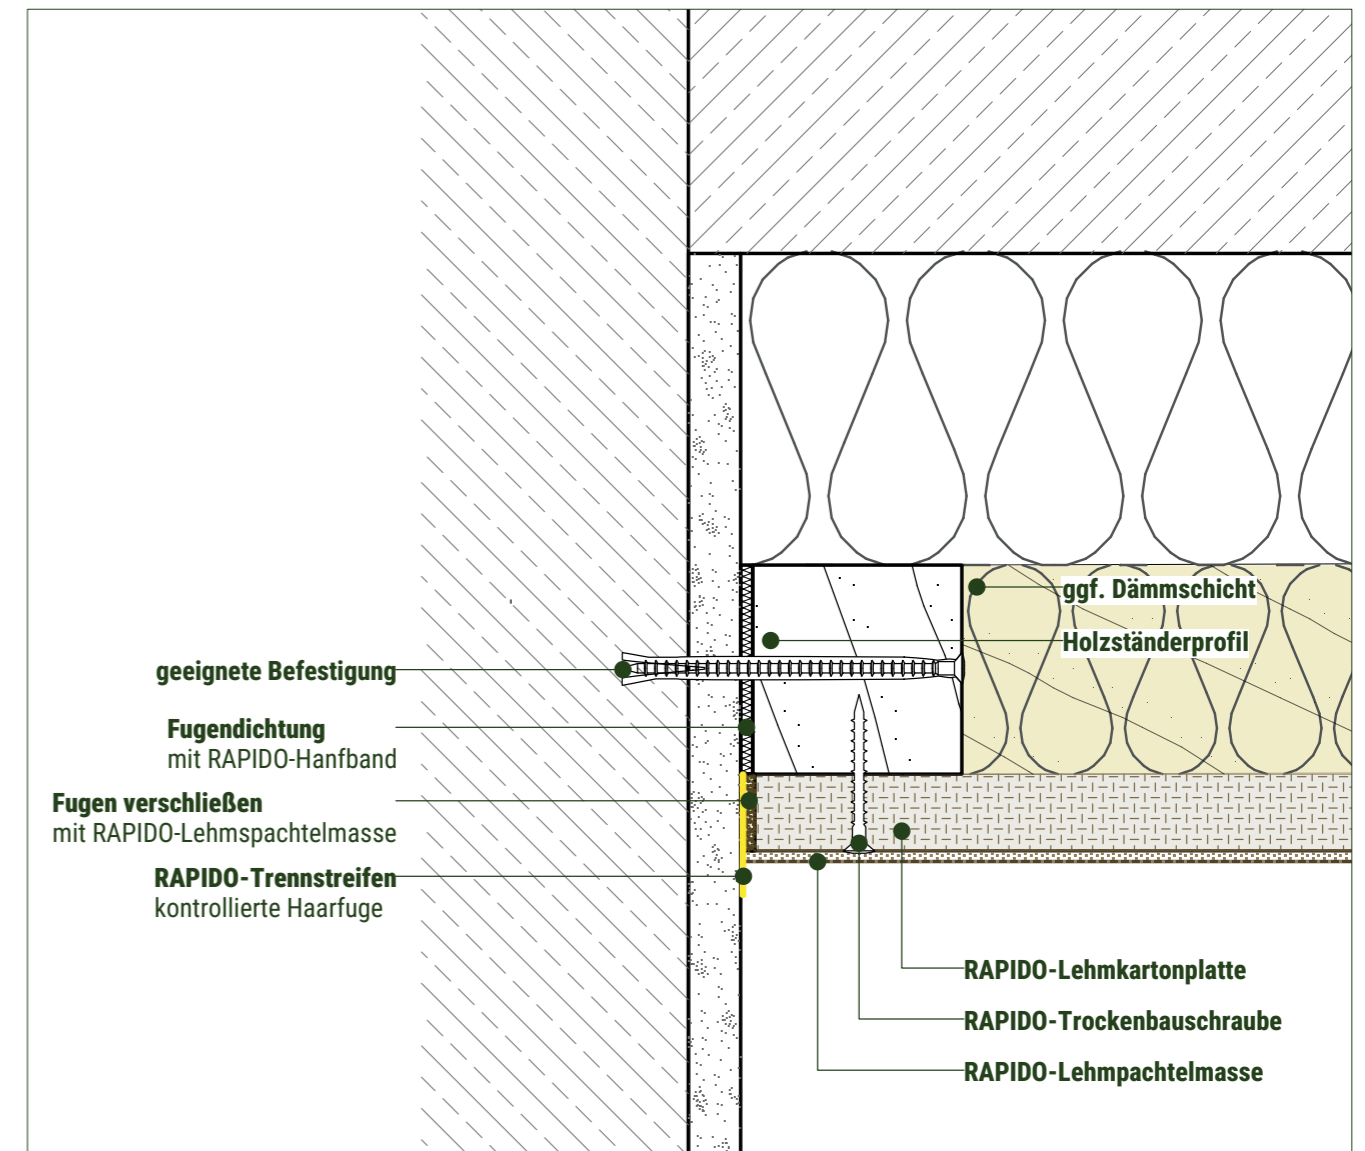 ggf. Dämmschicht
Holzständerprofil
geeignete Befestigung
Fugendichtung
mit RAPIDO-Hanfband
Fugen verschließen
mit RAPIDO-Lehmspachtelmasse
RAPIDO-Trennstreifen
kontrollierte Haarfuge
RAPIDO-Lehmkartonplatte
RAPIDO-Trockenbauschraube
RAPIDO-Lehmpachtelmasse